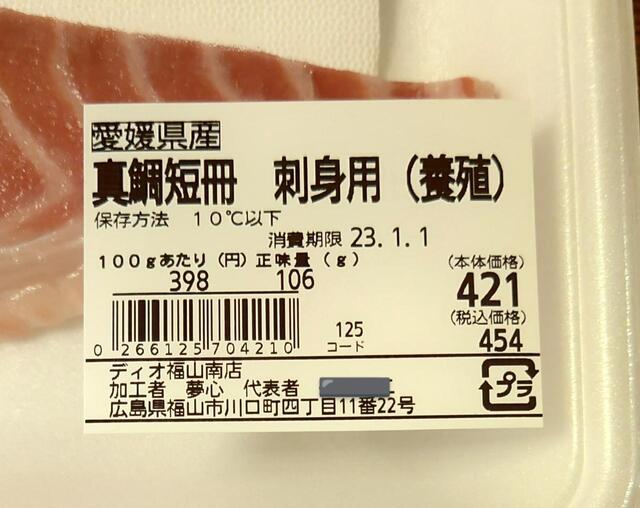 愛媛県産
真鯛短冊 刺身用(養殖)
保存方法 10℃以下
消費期限 23.1.1
100gあたり(円) 正味量(g)
398 106
(本体価格)
421
(税込価格)
454
0 266125 704210
125
コード
ディオ福山南店
加工者 夢心 代表者
広島県福山市川口町四丁目11番22号
プラ